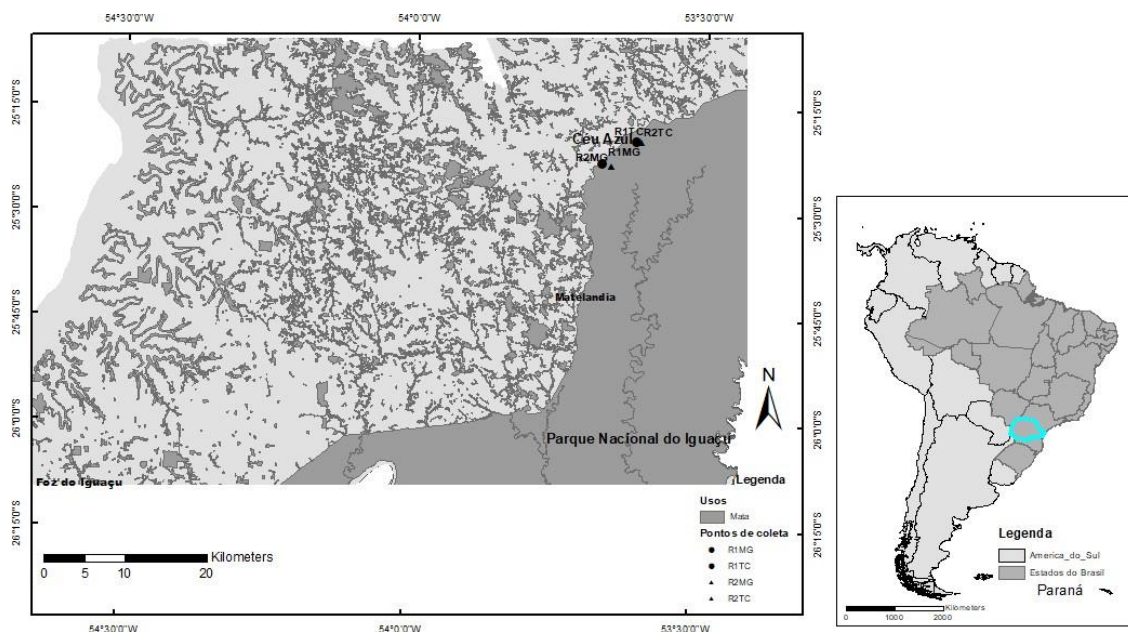 54°30'0"W
54°0'0"W
53°30'0"W
25°15'0"S
25°15'0"S
R1TC R2TC
Céu Azul
R2MG R1MG
25°30'0"S
25°30'0"S
25°45'0"S
Matelandia
25°45'0"S
N
26°0'0"S
26°0'0"S
Parque Nacional do Iguaçu
Foz do Iguaçu
Legenda
Usos
Mata
Pontos de coleta
R1MG
R1TC
R2MG
R2TC
26°15'0"S
26°15'0"S
Kilometers
0 5 10 20
54°30'0"W
54°0'0"W
53°30'0"W
Legenda
America_do_Sul
Estados do Brasil
Paraná
Kilometers
0 1000 2000